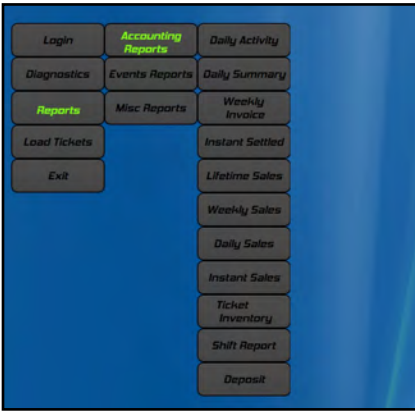 Login
Diagnostics
Reports
Load Tickets
Exit
Accounting
Reports
Events Reports
Misc Reports
Daily Activity
Daily Summary
Weekly
Invoice
Instant Settled
Lifetime Sales
Weekly Sales
Daily Sales
Instant Sales
Ticket
Inventory
Shift Report
Deposit